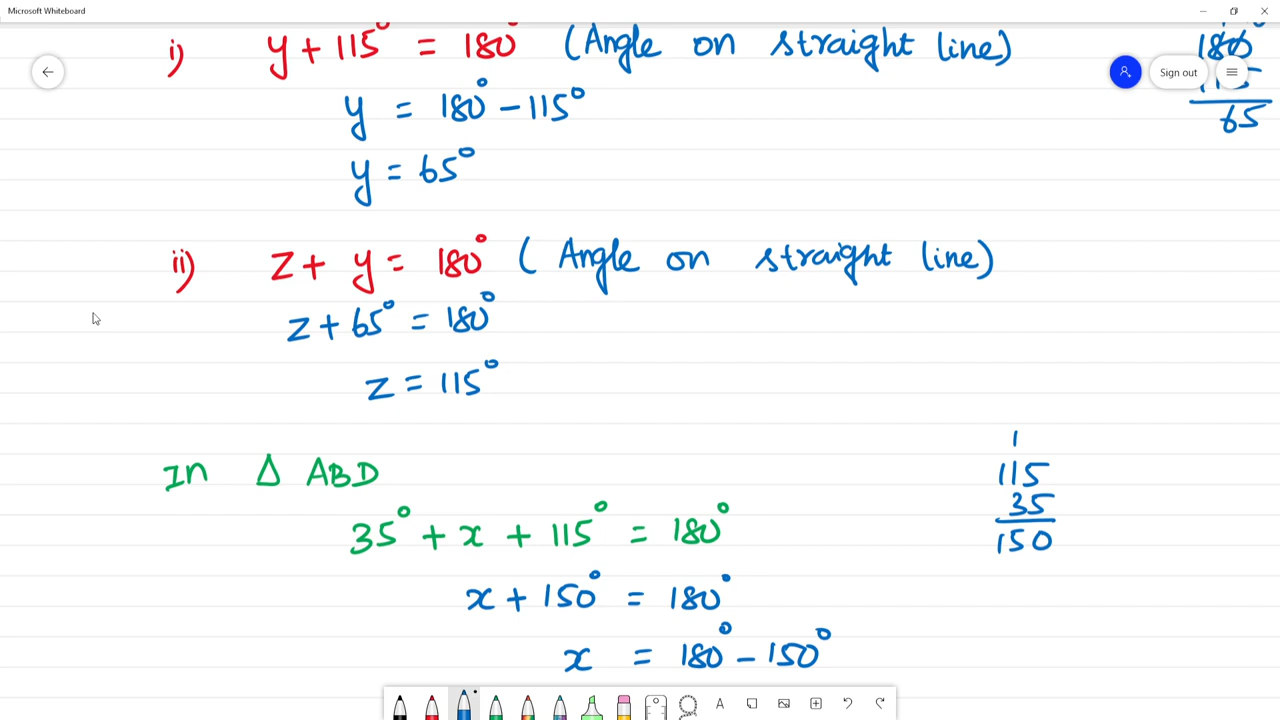 Microsoft Whiteboard
i) y + 115° = 180° (Angle on straight line)
y = 180° - 115°
y = 65°
180°
115
65
Sign out
ii) z + y = 180° ( Angle on straight line)
z + 65° = 180°
z = 115°
In Δ ABD
35° + x + 115° = 180°
x + 150° = 180°
x = 180° - 150°
1
115
35
150
A